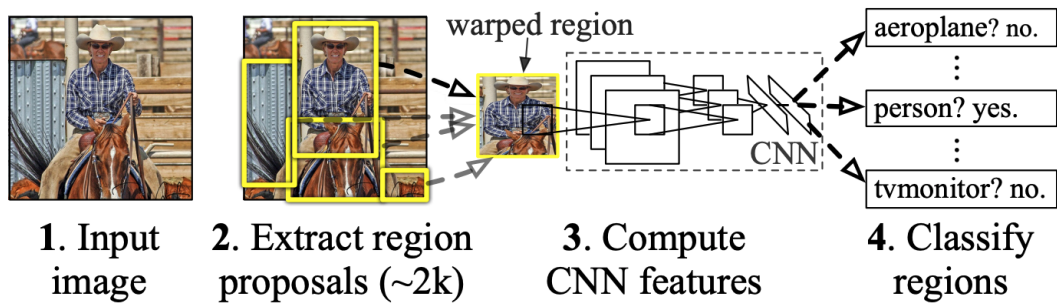 warped region
aeroplane? no.
⋮
person? yes.
⋮
CNN
tvmonitor? no.
1. Input
image
2. Extract region
proposals (~2k)
3. Compute
CNN features
4. Classify
regions